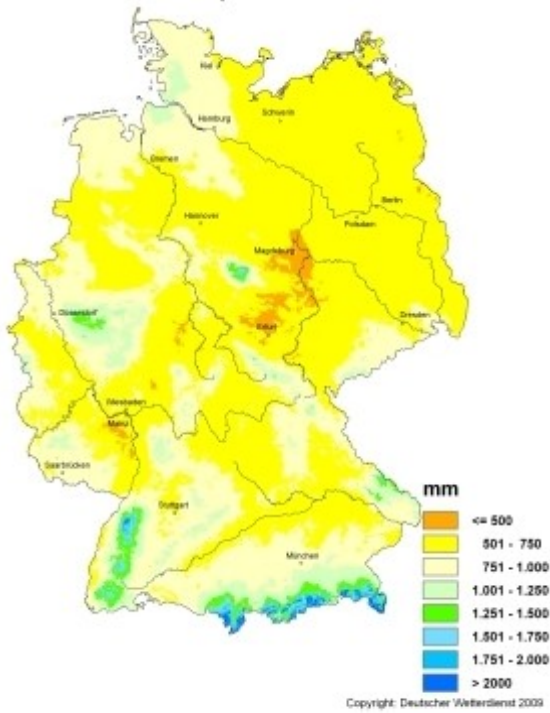 Kiel
Schwerin
Hamburg
Bremen
Berlin
Potsdam
Hannover
Magdeburg
Düsseldorf
Dresden
Erfurt
Wiesbaden
Mainz
Saarbrücken
Stuttgart
München
mm
<= 500
501 - 750
751 - 1.000
1.001 - 1.250
1.251 - 1.500
1.501 - 1.750
1.751 - 2.000
> 2000
Copyright: Deutscher Wetterdienst 2009